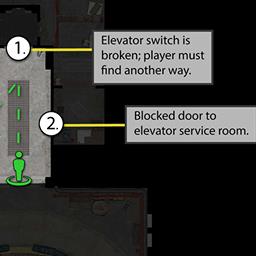 1.
Elevator switch is
broken; player must
find another way.
2.
Blocked door to
elevator service room.